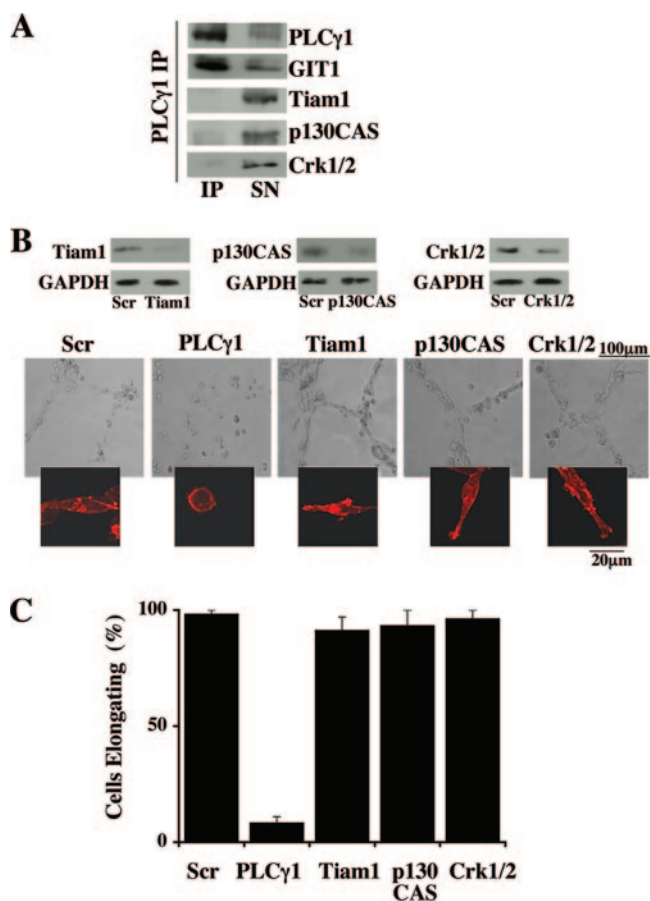 A
PLCγ1 IP
PLCγ1
GIT1
Tiam1
p130CAS
Crk1/2
IP SN
B
Tiam1 p130CAS Crk1/2
GAPDH GAPDH GAPDH
Scr Tiam1 Scr p130CAS Scr Crk1/2
Scr PLCγ1 Tiam1 p130CAS Crk1/2 100μm
20μm
C
Cells Elongating (%)
100
50
0
Scr PLCγ1 Tiam1 p130 Crk1/2
CAS